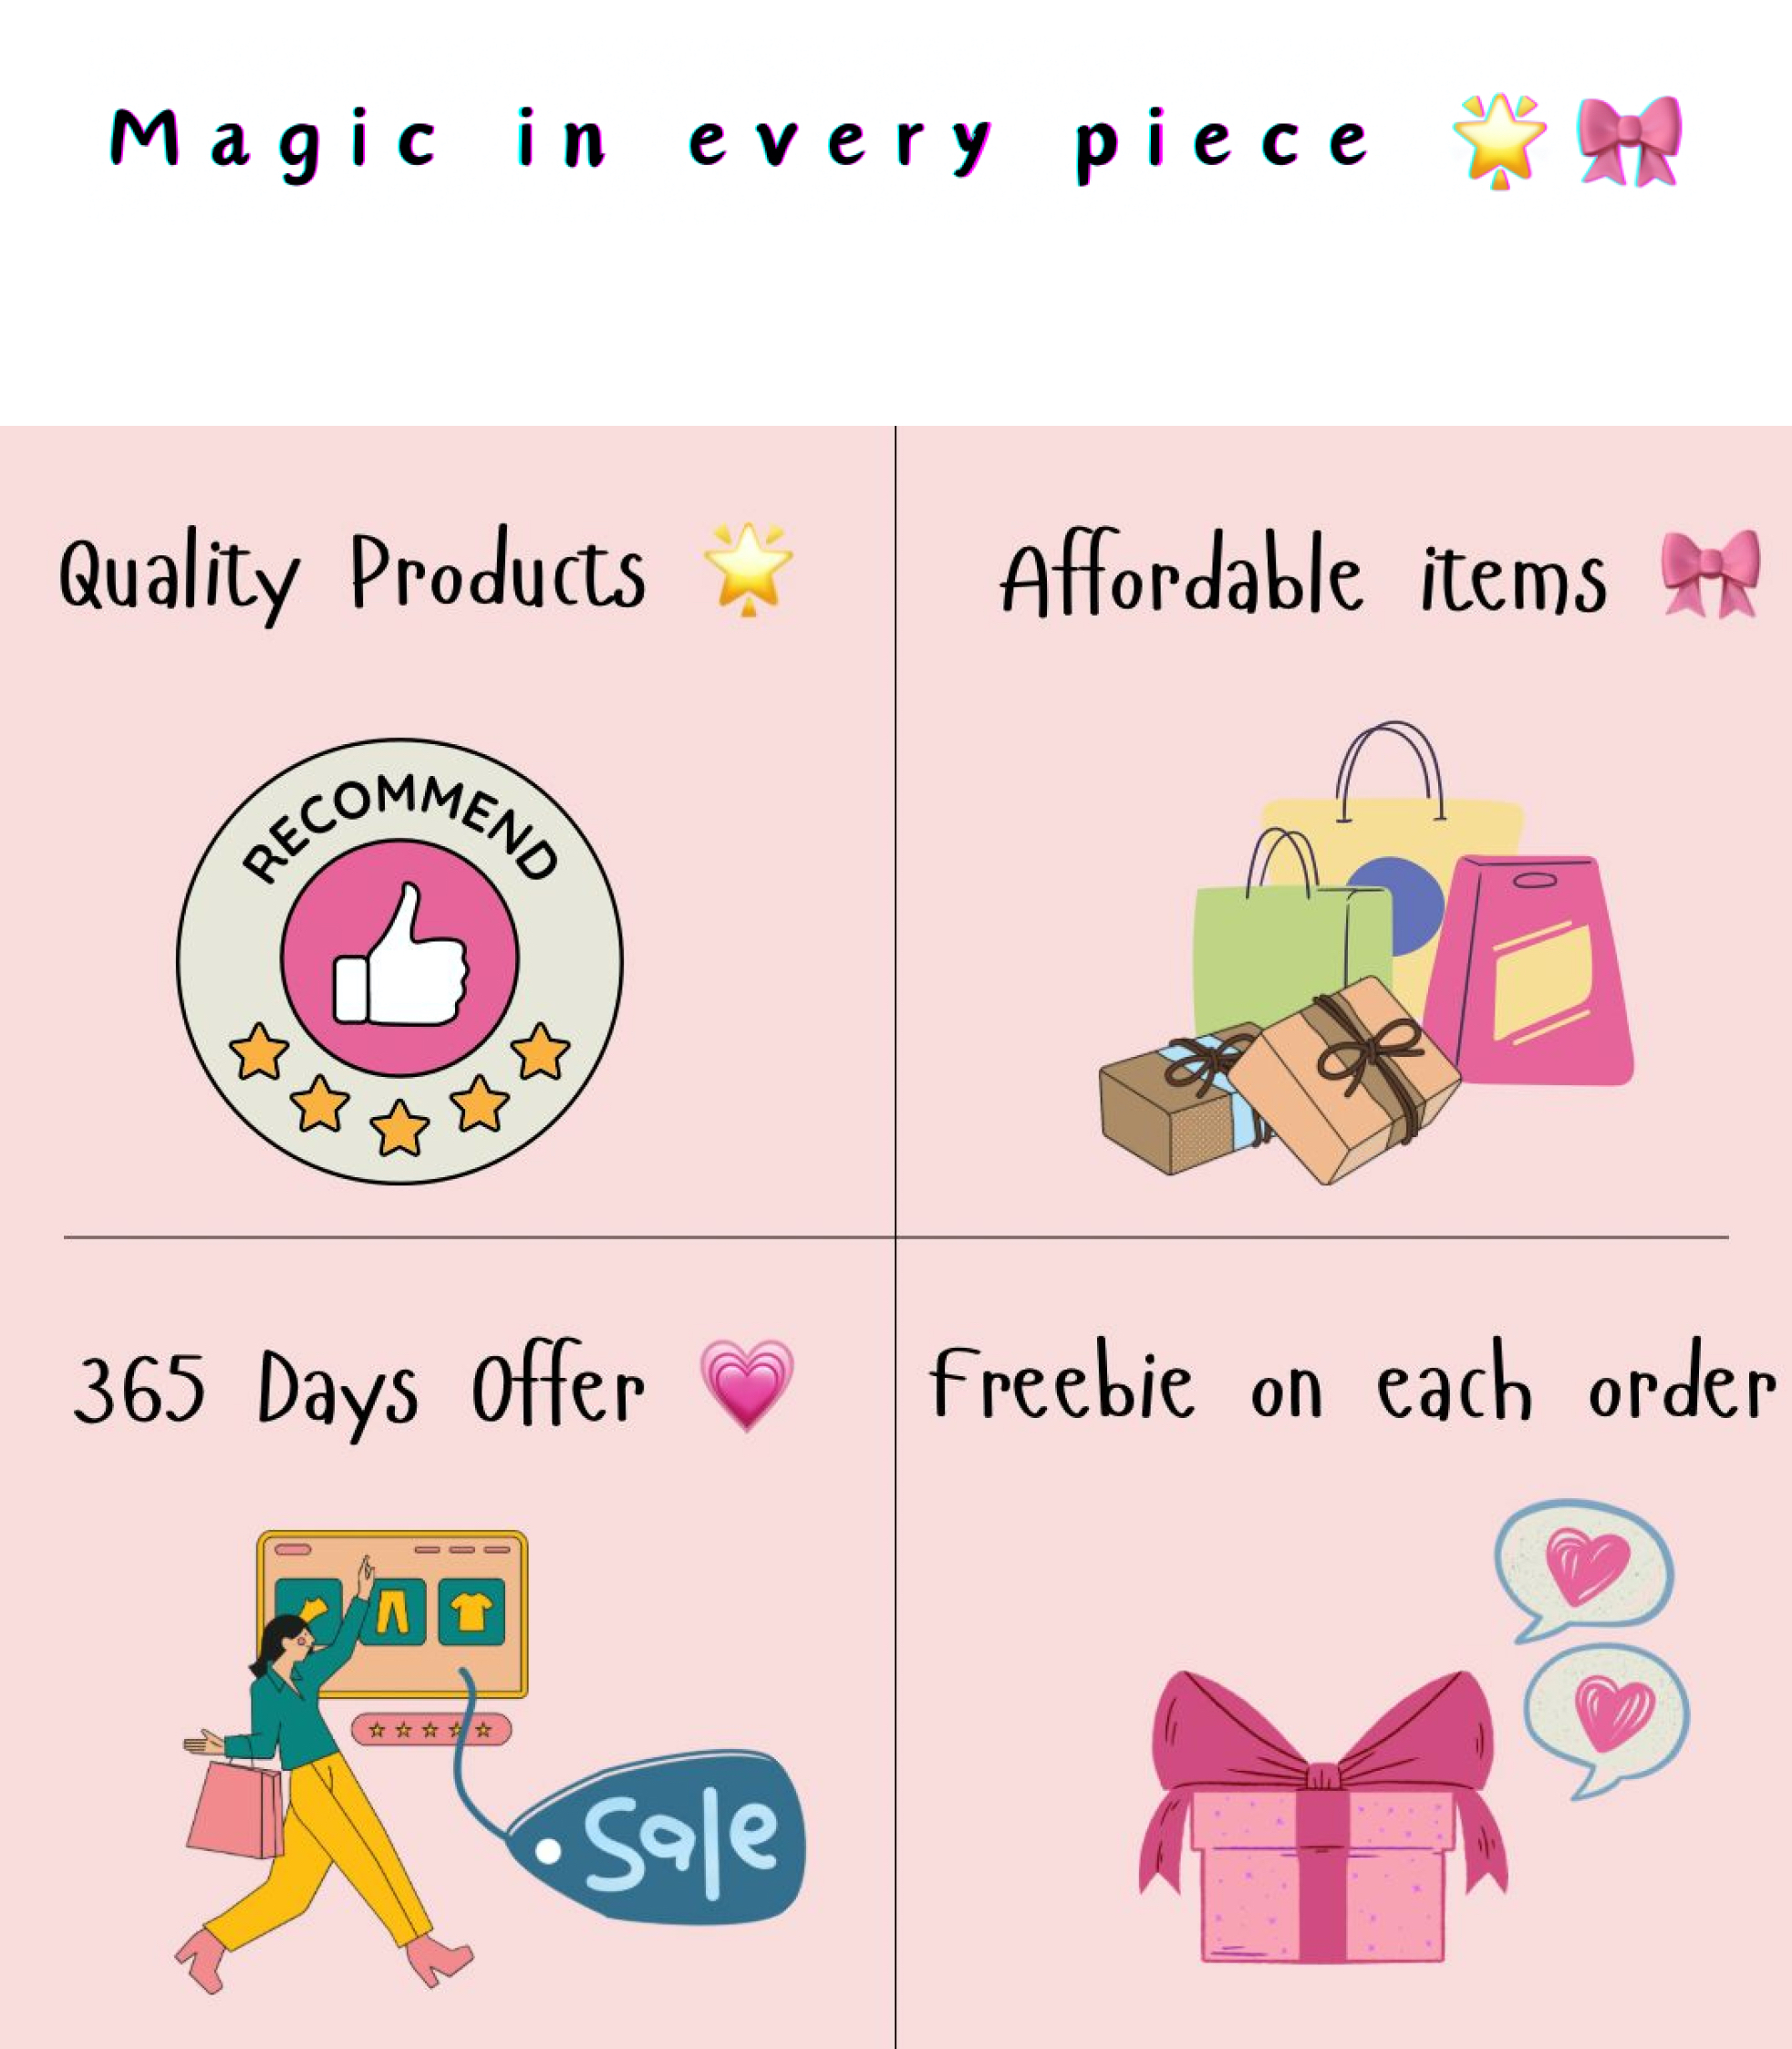 Magic in every piece 🌟🎀
Quality Products 🌟
Affordable items 🎀
RECOMMEND
365 Days Offer 💗
Freebie on each order
Sale